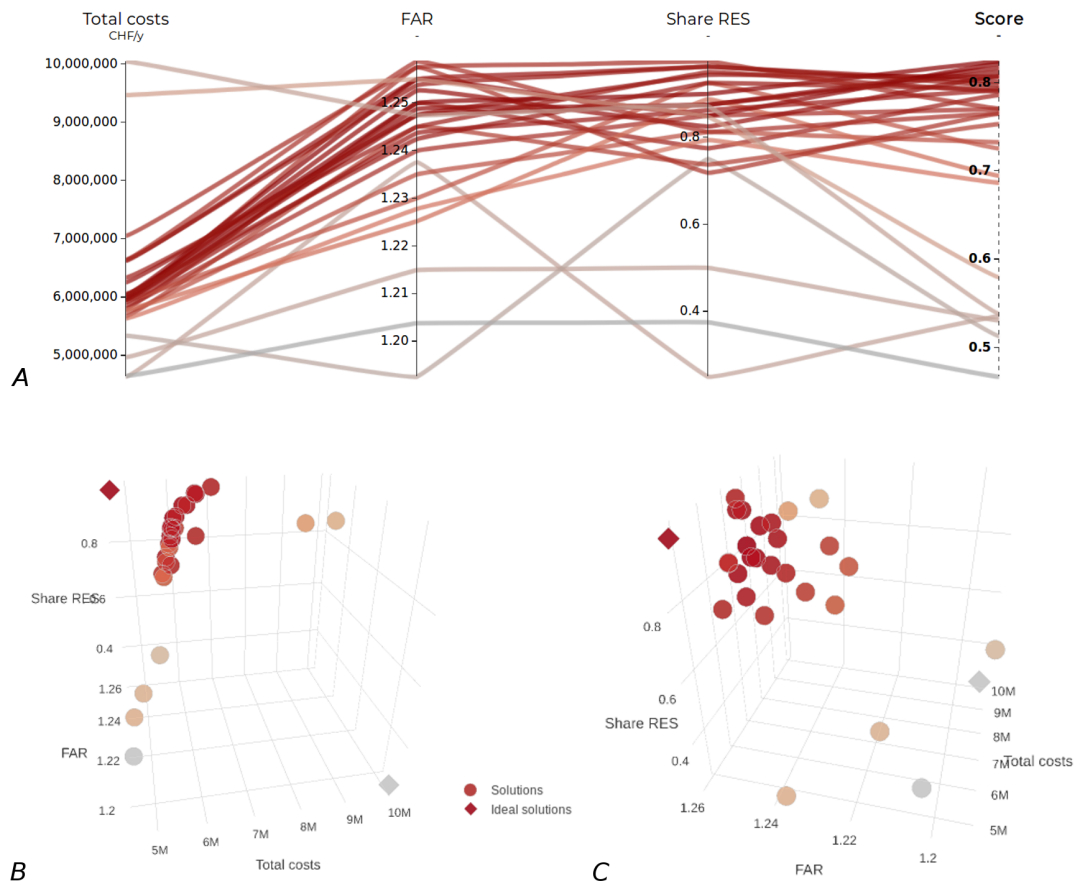 Total costs FAR Share RES Score
CHF/y - - -
10,000,000
9,000,000
8,000,000
7,000,000
6,000,000
5,000,000
1.25
1.24
1.23
1.22
1.21
1.20
0.8
0.6
0.4
0.8
0.7
0.6
0.5
A
0.8
Share RES
0.6
0.4
1.26
1.24
FAR
1.22
1.2
5M
6M
7M
8M
9M
10M
Total costs
B
Solutions
Ideal solutions
0.8
0.6
Share RES
0.4
1.26
1.24
1.22
1.2
FAR
10M
9M
8M
7M
Total costs
6M
5M
C